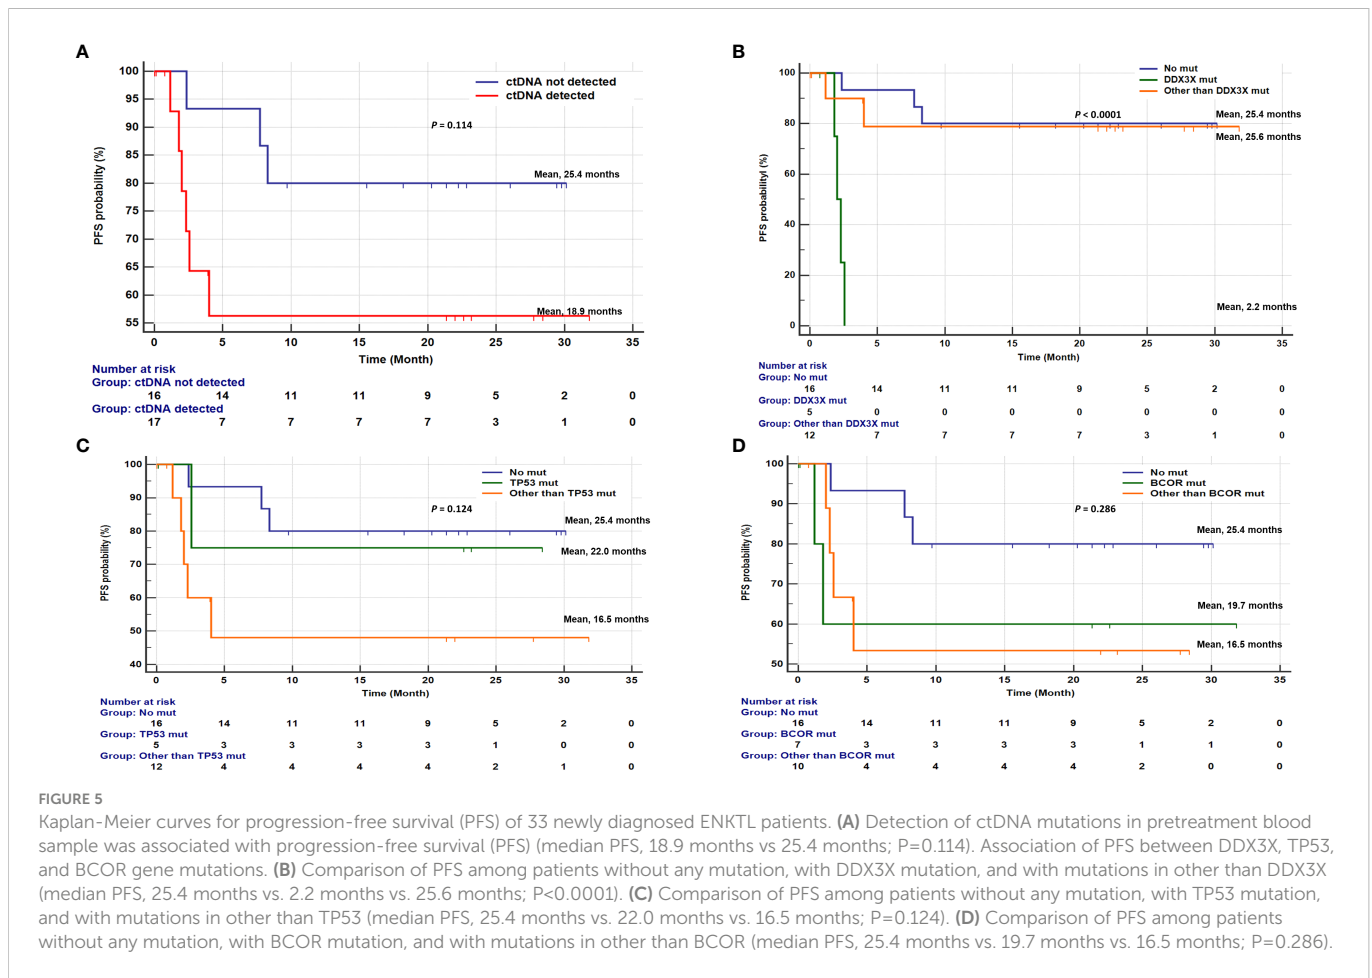 A
100
95
90
85
80
75
70
65
60
55
PFS probability (%)
ctDNA not detected
ctDNA detected
P = 0.114
Mean, 25.4 months
Mean, 18.9 months
0 5 10 15 20 25 30 35
Time (Month)
Number at risk
Group: ctDNA not detected
16 14 11 11 9 5 2 0
Group: ctDNA detected
17 7 7 7 7 3 1 0
B
100
80
60
40
20
0
PFS probabilityl (%)
No mut
DDX3X mut
Other than DDX3X mut
P < 0.0001
Mean, 25.4 months
Mean, 25.6 months
Mean, 2.2 months
0 5 10 15 20 25 30 35
Time (Month)
Number at risk
Group: No mut
16 14 11 11 9 5 2 0
Group: DDX3X mut
5 0 0 0 0 0 0 0
Group: Other than DDX3X mut
12 7 7 7 7 3 1 0
C
100
90
80
70
60
50
40
PFS probability (%)
No mut
TP53 mut
Other than TP53 mut
P = 0.124
Mean, 25.4 months
Mean, 22.0 months
Mean, 16.5 months
0 5 10 15 20 25 30 35
Time (Month)
Number at risk
Group: No mut
16 14 11 11 9 5 2 0
Group: TP53 mut
5 3 3 3 3 1 0 0
Group: Other than TP53 mut
12 4 4 4 4 2 1 0
D
100
90
80
70
60
50
PFS probability (%)
No mut
BCOR mut
Other than BCOR mut
P = 0.286
Mean, 25.4 months
Mean, 19.7 months
Mean, 16.5 months
0 5 10 15 20 25 30 35
Time (Month)
Number at risk
Group: No mut
16 14 11 11 9 5 2 0
Group: BCOR mut
7 3 3 3 3 1 1 0
Group: Other than BCOR mut
10 4 4 4 4 2 0 0
FIGURE 5
Kaplan-Meier curves for progression-free survival (PFS) of 33 newly diagnosed ENKTL patients. (A) Detection of ctDNA mutations in pretreatment blood
sample was associated with progression-free survival (PFS) (median PFS, 18.9 months vs 25.4 months; P=0.114). Association of PFS between DDX3X, TP53,
and BCOR gene mutations. (B) Comparison of PFS among patients without any mutation, with DDX3X mutation, and with mutations in other than DDX3X
(median PFS, 25.4 months vs. 2.2 months vs. 25.6 months; P<0.0001). (C) Comparison of PFS among patients without any mutation, with TP53 mutation,
and with mutations in other than TP53 (median PFS, 25.4 months vs. 22.0 months vs. 16.5 months; P=0.124). (D) Comparison of PFS among patients
without any mutation, with BCOR mutation, and with mutations in other than BCOR (median PFS, 25.4 months vs. 19.7 months vs. 16.5 months; P=0.286).